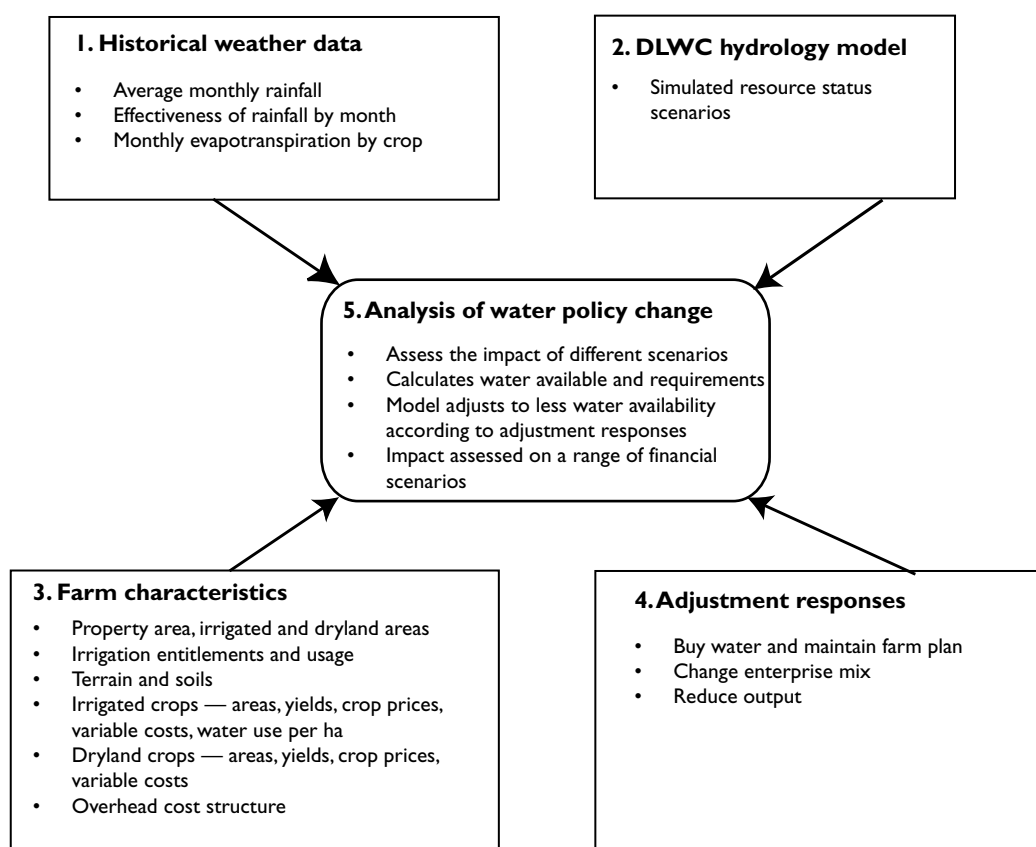 1. Historical weather data
• Average monthly rainfall
• Effectiveness of rainfall by month
• Monthly evapotranspiration by crop
2. DLWC hydrology model
• Simulated resource status
scenarios
5. Analysis of water policy change
• Assess the impact of different scenarios
• Calculates water available and requirements
• Model adjusts to less water availability
according to adjustment responses
• Impact assessed on a range of financial
scenarios
3. Farm characteristics
• Property area, irrigated and dryland areas
• Irrigation entitlements and usage
• Terrain and soils
• Irrigated crops — areas, yields, crop prices,
variable costs, water use per ha
• Dryland crops — areas, yields, crop prices,
variable costs
• Overhead cost structure
4. Adjustment responses
• Buy water and maintain farm plan
• Change enterprise mix
• Reduce output